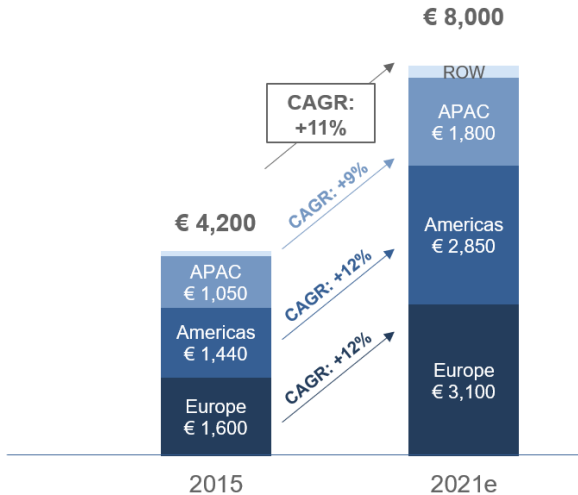 € 8,000
ROW
APAC
€ 1,800
Americas
€ 2,850
Europe
€ 3,100
CAGR:
+11%
CAGR: +9%
CAGR: +12%
CAGR: +12%
€ 4,200
APAC
€ 1,050
Americas
€ 1,440
Europe
€ 1,600
2015
2021e